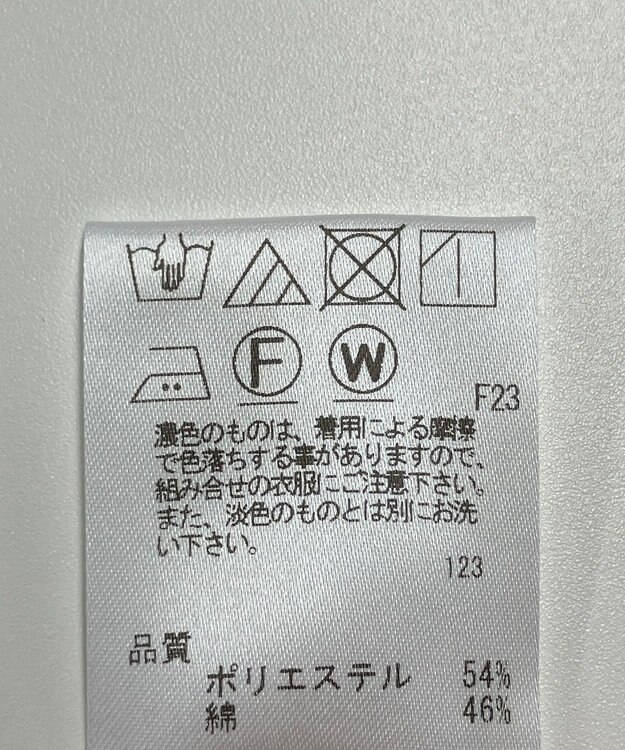 F
W
F23
濃色のものは、着用による摩擦
で色落ちする事がありますので、
組み合せの衣服にご注意下さい。
また、淡色のものとは別にお洗
い下さい。
123
品質
ポリエステル 54%
綿 46%